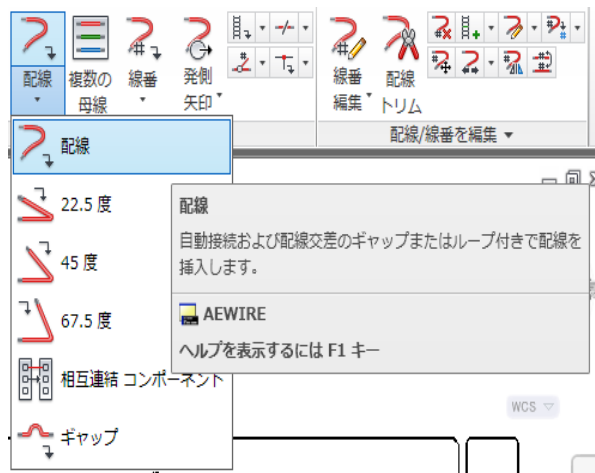 配線
複数の
母線
線番
発側
矢印
線番
編集
配線
トリム
配線/線番を編集
配線
22.5 度
45 度
67.5 度
相互連結 コンポーネント
ギャップ
配線
自動接続および配線交差のギャップまたはループ付きで配線を
挿入します。
AEWIRE
ヘルプを表示するには F1 キー
WCS